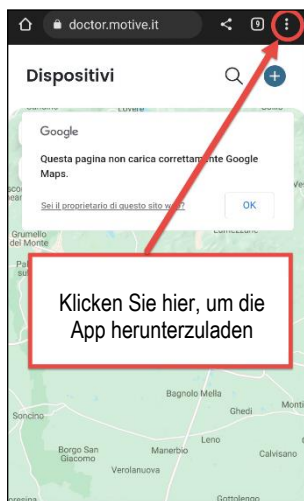 doctor.motive.it
9
Dispositivi
Google
Questa pagina non carica correttamente Google
Maps.
Sei il proprietario di questo sito web?
OK
Grumello
del Monte
Klicken Sie hier, um die
App herunterzuladen
Bagnolo Mella
Soncino
Ghedi
Monti
Borgo San
Giacomo
Manerbio
Leno
Calvisano
Verolanuova
Gottolengo